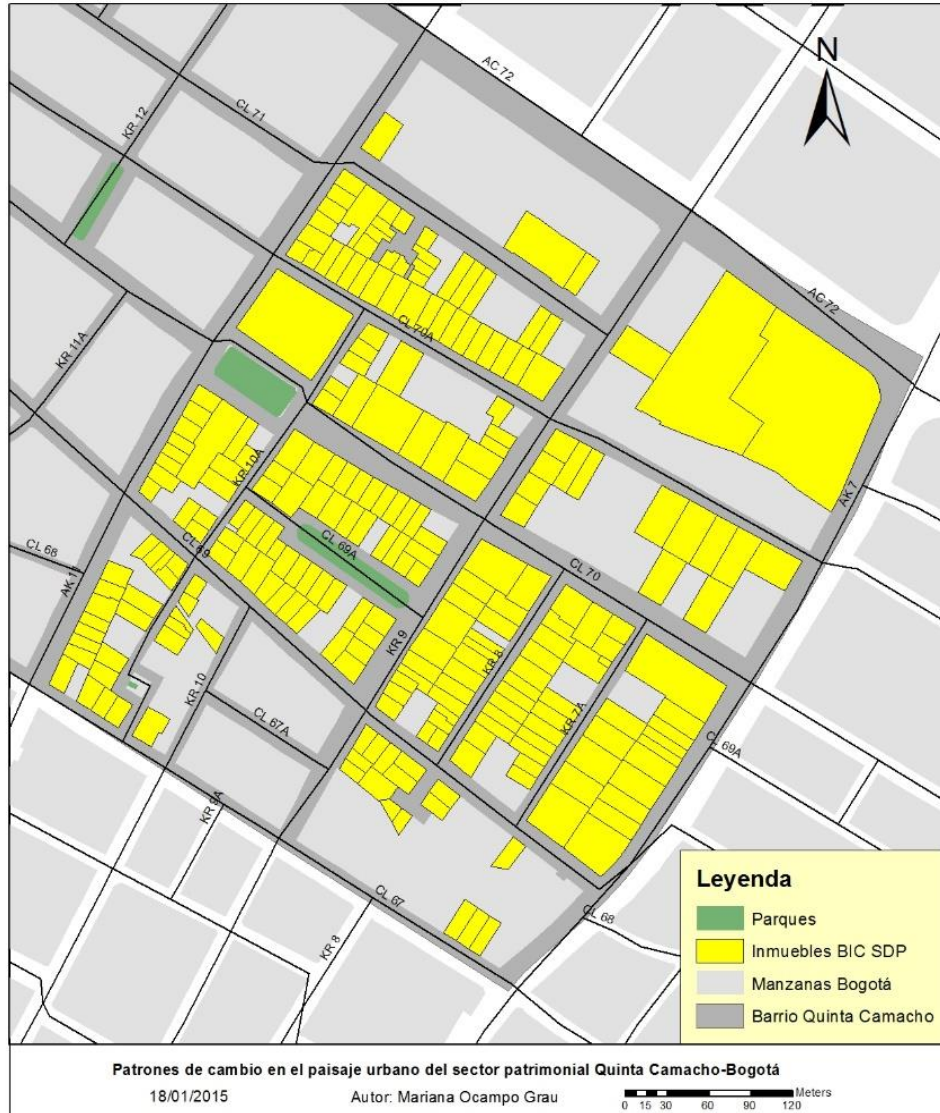 N
AC 72
CL 71
KR 12
AC 72
KR 11A
CL 70A
KR 10A
AK 7
CL 69
CL 69A
CL 68
AK 11
CL 70
KR 9
KR 8
KR 10
KR 7A
CL 67A
CL 69A
KR 9A
CL 67
CL 68
KR 8
Leyenda
Parques
Inmuebles BIC SDP
Manzanas Bogotá
Barrio Quinta Camacho
Patrones de cambio en el paisaje urbano del sector patrimonial Quinta Camacho-Bogotá
18/01/2015 Autor: Mariana Ocampo Grau
Meters
0 15 30 60 90 120